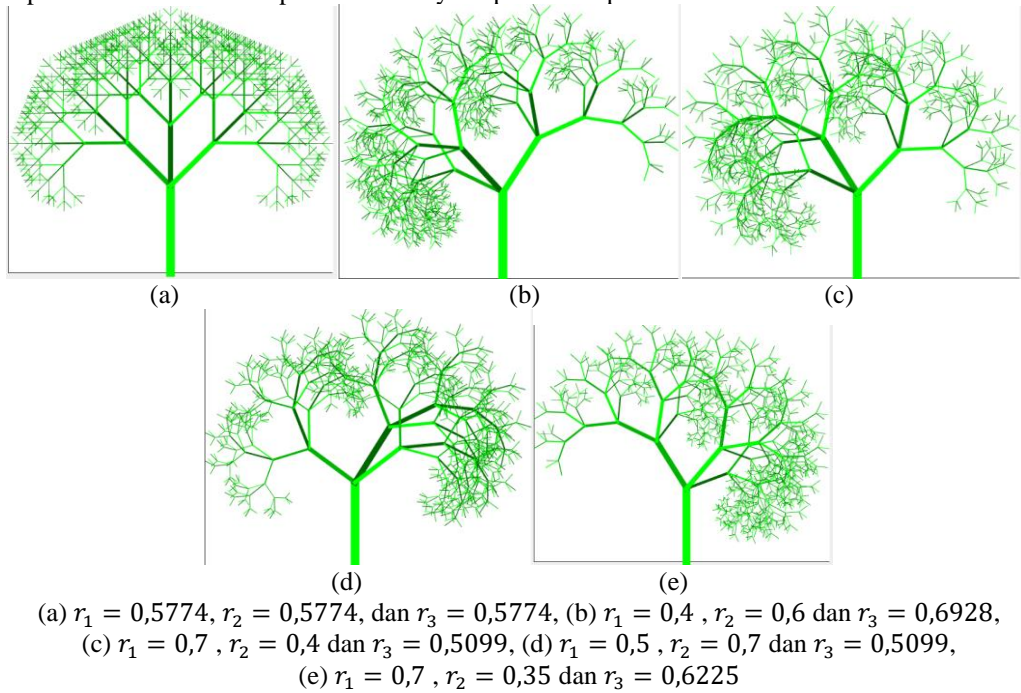 (a)
(b)
(c)
(d)
(e)
(a) r₁ = 0,5774, r₂ = 0,5774, dan r₃ = 0,5774, (b) r₁ = 0,4 , r₂ = 0,6 dan r₃ = 0,6928,
(c) r₁ = 0,7 , r₂ = 0,4 dan r₃ = 0,5099, (d) r₁ = 0,5 , r₂ = 0,7 dan r₃ = 0,5099,
(e) r₁ = 0,7 , r₂ = 0,35 dan r₃ = 0,6225